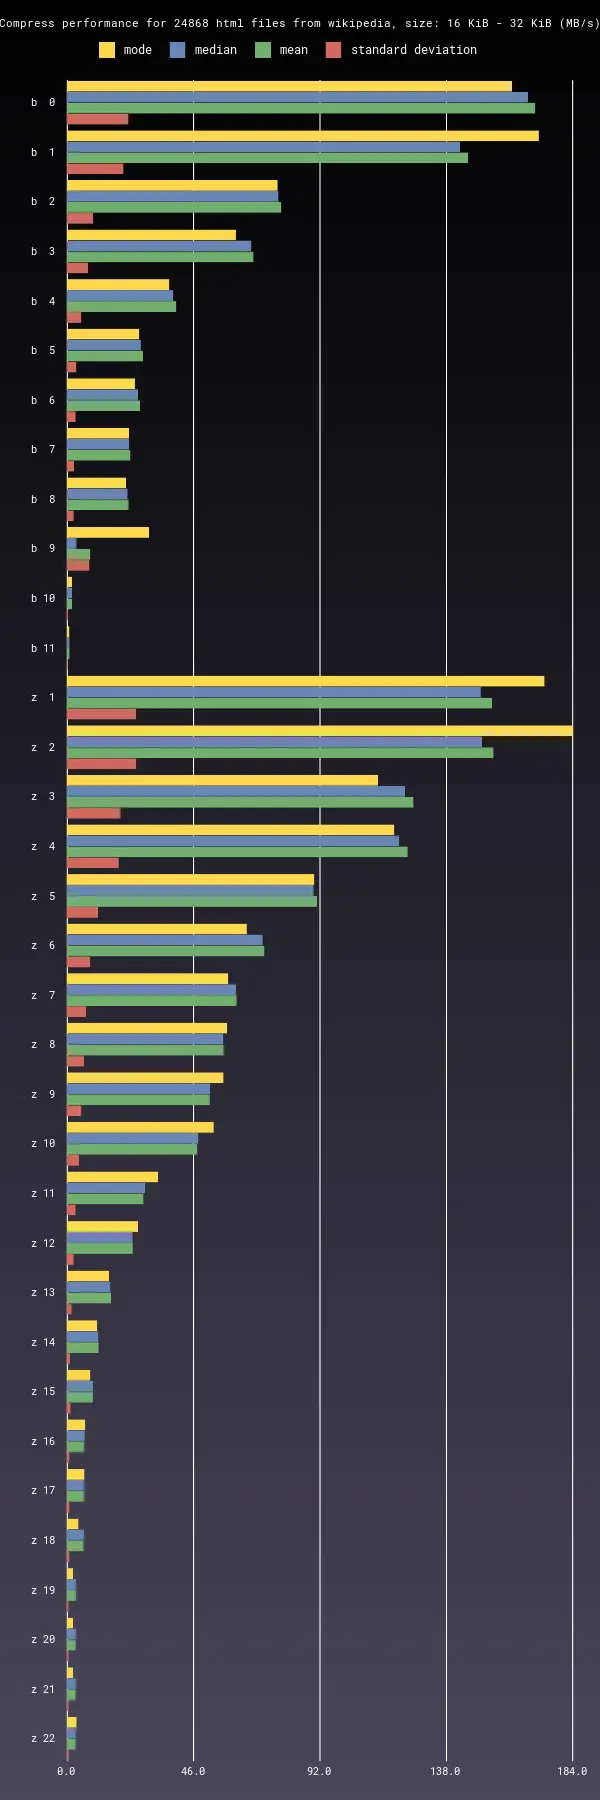 Compress performance for 24868 html files from wikipedia, size: 16 KiB - 32 KiB (MB/s)
mode median mean standard deviation
b 0
b 1
b 2
b 3
b 4
b 5
b 6
b 7
b 8
b 9
b 10
b 11
z 1
z 2
z 3
z 4
z 5
z 6
z 7
z 8
z 9
z 10
z 11
z 12
z 13
z 14
z 15
z 16
z 17
z 18
z 19
z 20
z 21
z 22
0.0 46.0 92.0 138.0 184.0